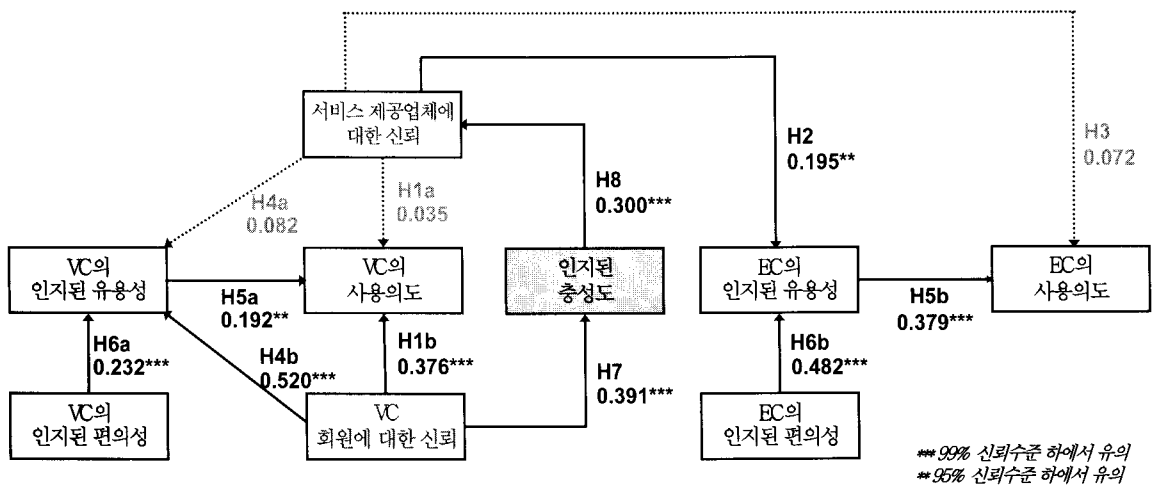 서비스 제공업체에
대한 신뢰
H2
0.195**
H3
0.072
H8
0.300***
H4a
0.082
H1a
0.035
VC의
인지된 유용성
VC의
사용의도
인지된
충성도
EC의
인지된 유용성
EC의
사용의도
H5a
0.192**
H5b
0.379***
H6a
0.232***
H4b
0.520***
H1b
0.376***
H7
0.391***
H6b
0.482***
VC의
인지된 편의성
VC
회원에 대한 신뢰
EC의
인지된 편의성
*** 99% 신뢰수준 하에서 유의
** 95% 신뢰수준 하에서 유의